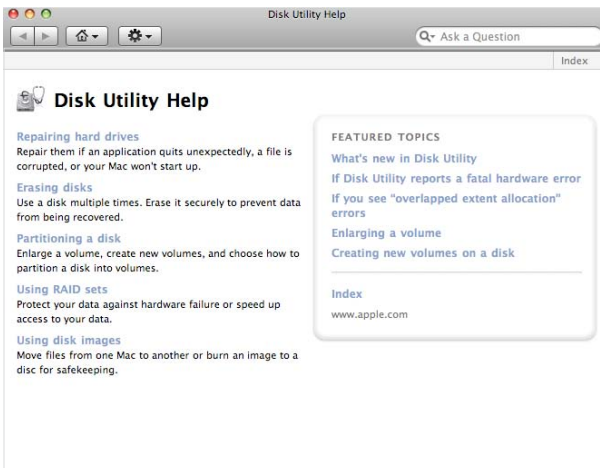 Disk Utility Help
Ask a Question
Index
Disk Utility Help
Repairing hard drives
Repair them if an application quits unexpectedly, a file is
corrupted, or your Mac won't start up.
Erasing disks
Use a disk multiple times. Erase it securely to prevent data
from being recovered.
Partitioning a disk
Enlarge a volume, create new volumes, and choose how to
partition a disk into volumes.
Using RAID sets
Protect your data against hardware failure or speed up
access to your data.
Using disk images
Move files from one Mac to another or burn an image to a
disc for safekeeping.
FEATURED TOPICS
What's new in Disk Utility
If Disk Utility reports a fatal hardware error
If you see "overlapped extent allocation"
errors
Enlarging a volume
Creating new volumes on a disk
Index
www.apple.com